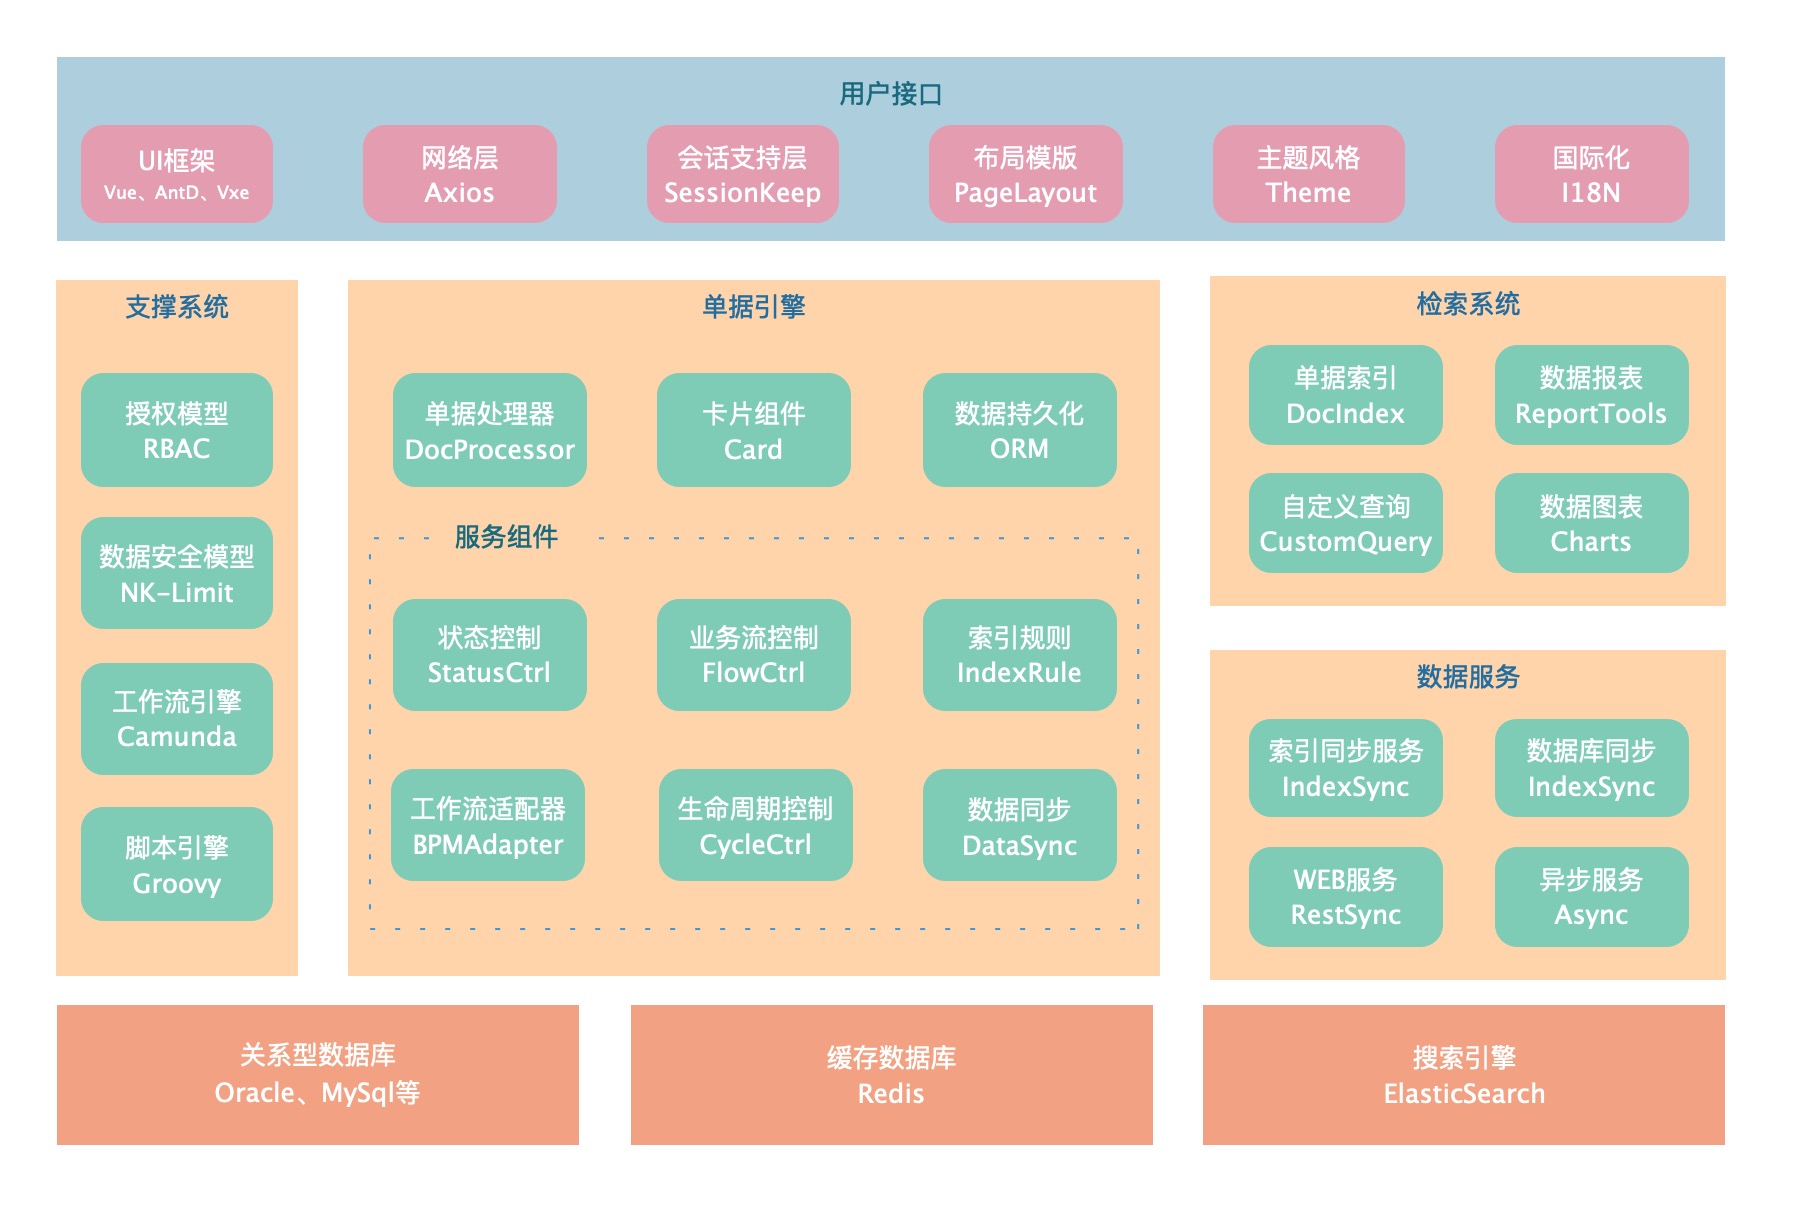 用户接口
UI框架
Vue、AntD、Vxe
网络层
Axios
会话支持层
SessionKeep
布局模版
PageLayout
主题风格
Theme
国际化
I18N
支撑系统
授权模型
RBAC
数据安全模型
NK-Limit
工作流引擎
Camunda
脚本引擎
Groovy
单据引擎
单据处理器
DocProcessor
卡片组件
Card
数据持久化
ORM
服务组件
状态控制
StatusCtrl
业务流控制
FlowCtrl
索引规则
IndexRule
工作流适配器
BPMAdapter
生命周期控制
CycleCtrl
数据同步
DataSync
检索系统
单据索引
DocIndex
数据报表
ReportTools
自定义查询
CustomQuery
数据图表
Charts
数据服务
索引同步服务
IndexSync
数据库同步
IndexSync
WEB服务
RestSync
异步服务
Async
关系型数据库
Oracle、MySql等
缓存数据库
Redis
搜索引擎
ElasticSearch